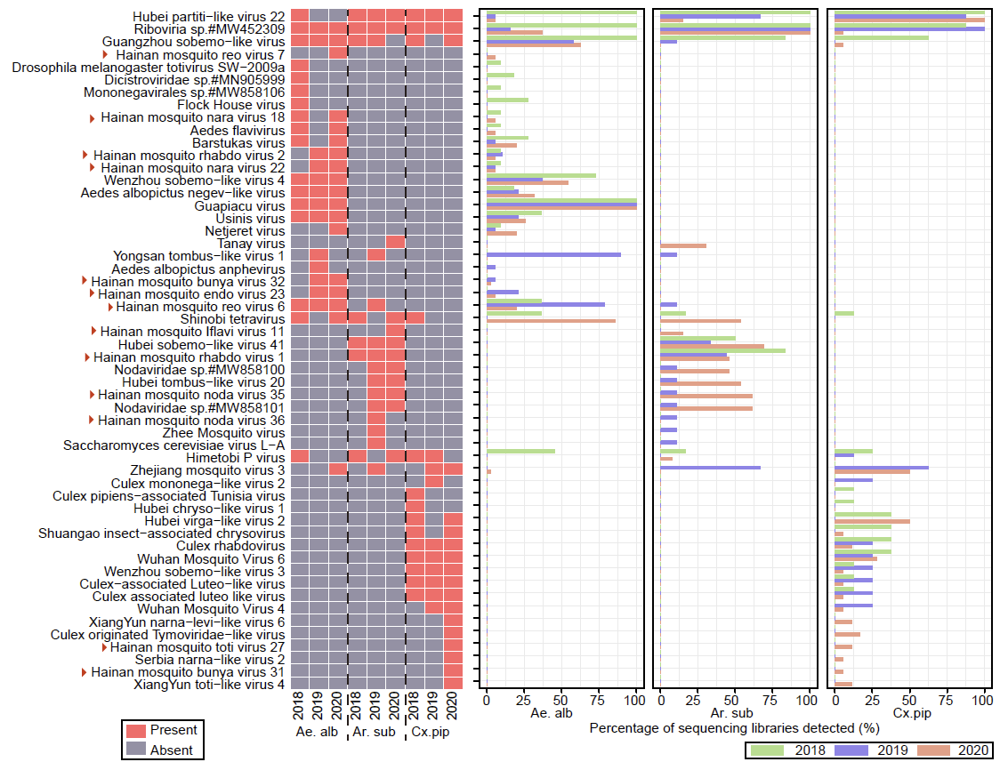 Hubei partiti−like virus 22
Riboviria sp.#MW452309
Guangzhou sobemo−like virus
Hainan mosquito reo virus 7
Drosophila melanogaster totivirus SW−2009a
Dicistroviridae sp.#MN905999
Mononegavirales sp.#MW858106
Flock House virus
Hainan mosquito nara virus 18
Aedes flavivirus
Barstukas virus
Hainan mosquito rhabdo virus 2
Hainan mosquito nara virus 22
Wenzhou sobemo−like virus 4
Aedes albopictus negev−like virus
Guapiacu virus
Usinis virus
Netjeret virus
Tanay virus
Yongsan tombus−like virus 1
Aedes albopictus anphevirus
Hainan mosquito bunya virus 32
Hainan mosquito endo virus 23
Hainan mosquito reo virus 6
Shinobi tetravirus
Hainan mosquito Iflavi virus 11
Hubei sobemo−like virus 41
Hainan mosquito rhabdo virus 1
Nodaviridae sp.#MW858100
Hubei tombus−like virus 20
Hainan mosquito noda virus 35
Nodaviridae sp.#MW858101
Hainan mosquito noda virus 36
Zhee Mosquito virus
Saccharomyces cerevisiae virus L−A
Himetobi P virus
Zhejiang mosquito virus 3
Culex mononega−like virus 2
Culex pipiens−associated Tunisia virus
Hubei chryso−like virus 1
Hubei virga−like virus 2
Shuangao insect−associated chrysovirus
Culex rhabdovirus
Wuhan Mosquito Virus 6
Wenzhou sobemo−like virus 3
Culex−associated Luteo−like virus
Culex associated luteo like virus
Wuhan Mosquito Virus 4
XiangYun narna−levi−like virus 6
Culex originated Tymoviridae−like virus
Hainan mosquito toti virus 27
Serbia narna−like virus 2
Hainan mosquito bunya virus 31
XiangYun toti−like virus 4
2018 2019 2020 2018 2019 2020 2018 2019 2020
Ae. alb Ar. sub Cx.pip
Present
Absent
0 25 50 75 100 0 25 50 75 100 0 25 50 75 100
Ae. alb Ar. sub Cx.pip
Percentage of sequencing libraries detected (%)
2018 2019 2020